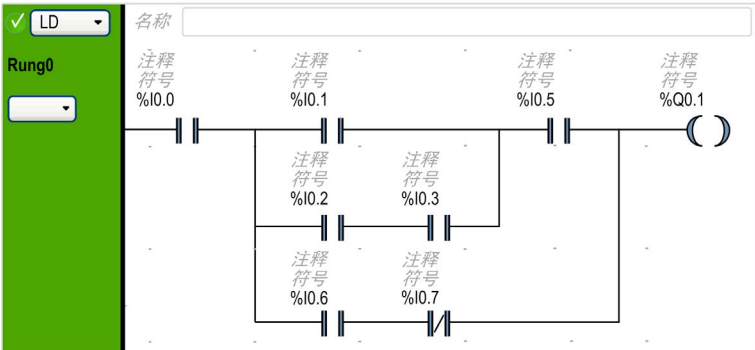 LD
名称
Rung0
注释
符号
%I0.0
注释
符号
%I0.1
注释
符号
%I0.5
注释
符号
%Q0.1
注释
符号
%I0.2
注释
符号
%I0.3
注释
符号
%I0.6
注释
符号
%I0.7